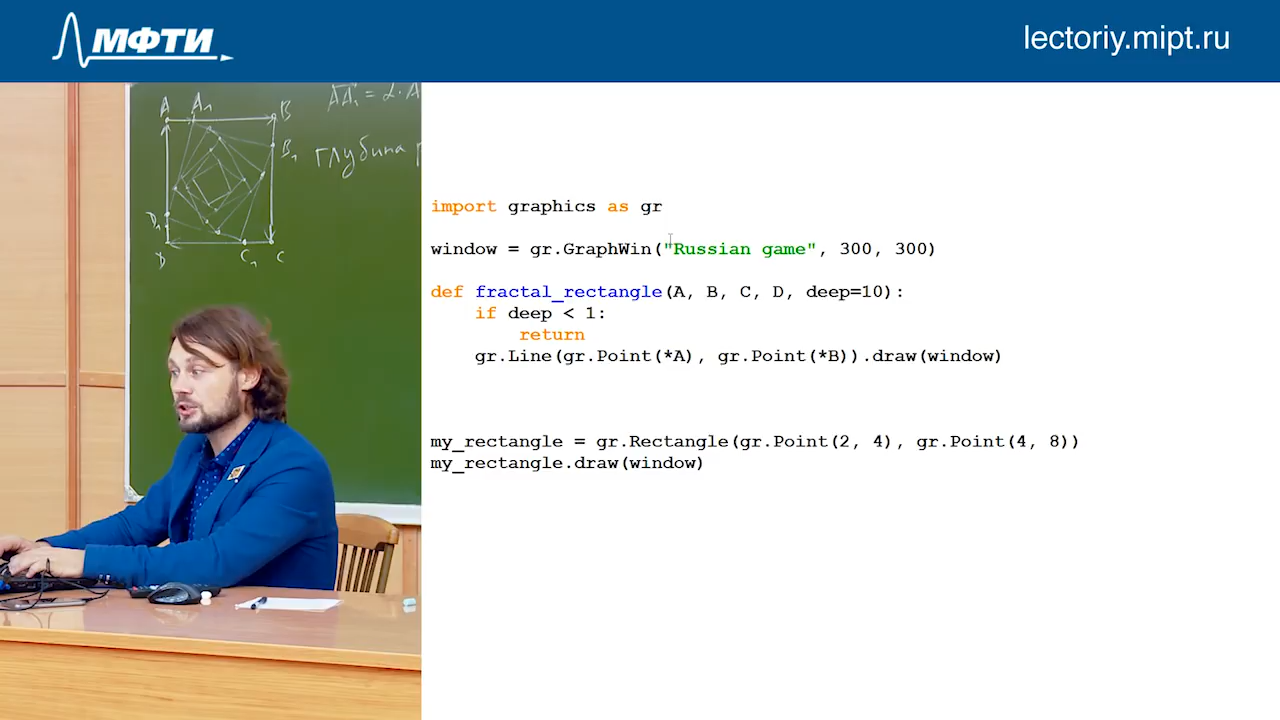 МФТИ
lectoriy.mipt.ru
A A₁ B
AA₁ = α · A
B₁
глубина
D₁
D C₁ C
import graphics as gr
window = gr.GraphWin("Russian game", 300, 300)
def fractal_rectangle(A, B, C, D, deep=10):
if deep < 1:
return
gr.Line(gr.Point(*A), gr.Point(*B)).draw(window)
my_rectangle = gr.Rectangle(gr.Point(2, 4), gr.Point(4, 8))
my_rectangle.draw(window)